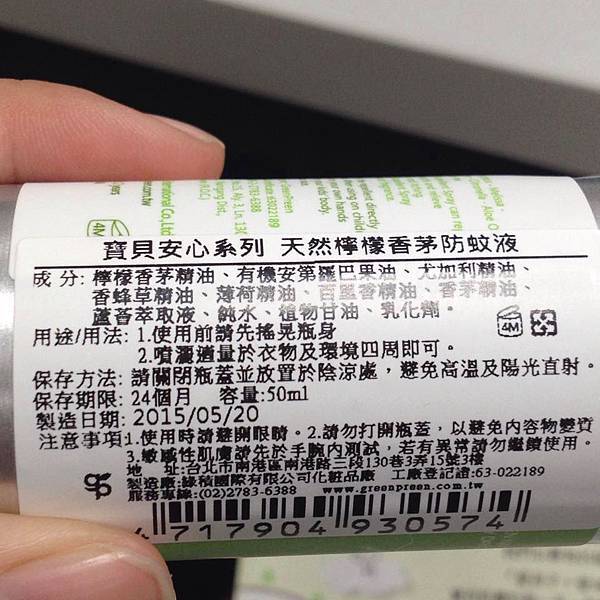 寶貝安心系列 天然檸檬香茅防蚊液
成 分: 檸檬香茅精油、有機安第羅巴果油、尤加利精油、
香蜂草精油、薄荷精油、百里香精油、香茅精油、
蘆薈萃取液、純水、植物甘油、乳化劑。
4M
用途/用法: 1.使用前請先搖晃瓶身
2.噴灑適量於衣物及環境四周即可。
保存方法: 請關閉瓶蓋並放置於陰涼處，避免高溫及陽光直射。
保存期限: 24個月 容量:50ml
製造日期: 2015/05/20
注意事項1.使用時請避開眼睛。2.請勿打開瓶蓋，以避免內容物變質
3.敏感性肌膚請先於手腕內測試，若有異常請勿繼續使用。
地 址:台北市南港區南港路三段130巷3弄15號3樓
製造廠:綠積國際有限公司化粧品廠 工廠登記證:63-022189
服務專線:(02)2783-6388 www.greenpreen.com.tw
4 717904 930574